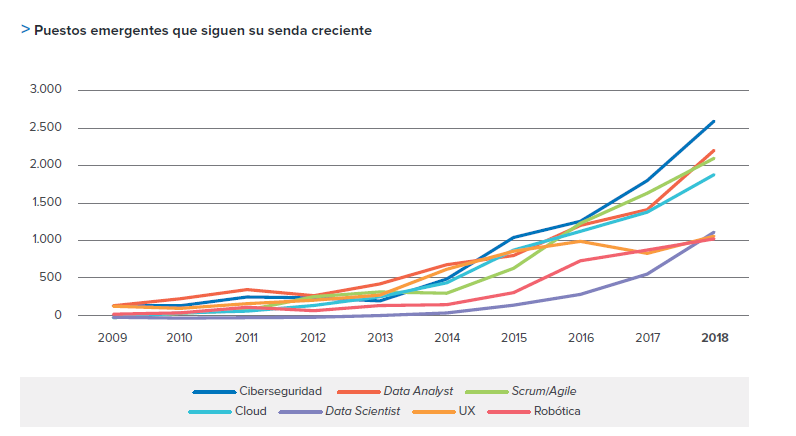 > Puestos emergentes que siguen su senda creciente
3.000
2.500
2.000
1.500
1.000
500
0
2009 2010 2011 2012 2013 2014 2015 2016 2017 2018
Ciberseguridad Data Analyst Scrum/Agile
Cloud Data Scientist UX Robótica